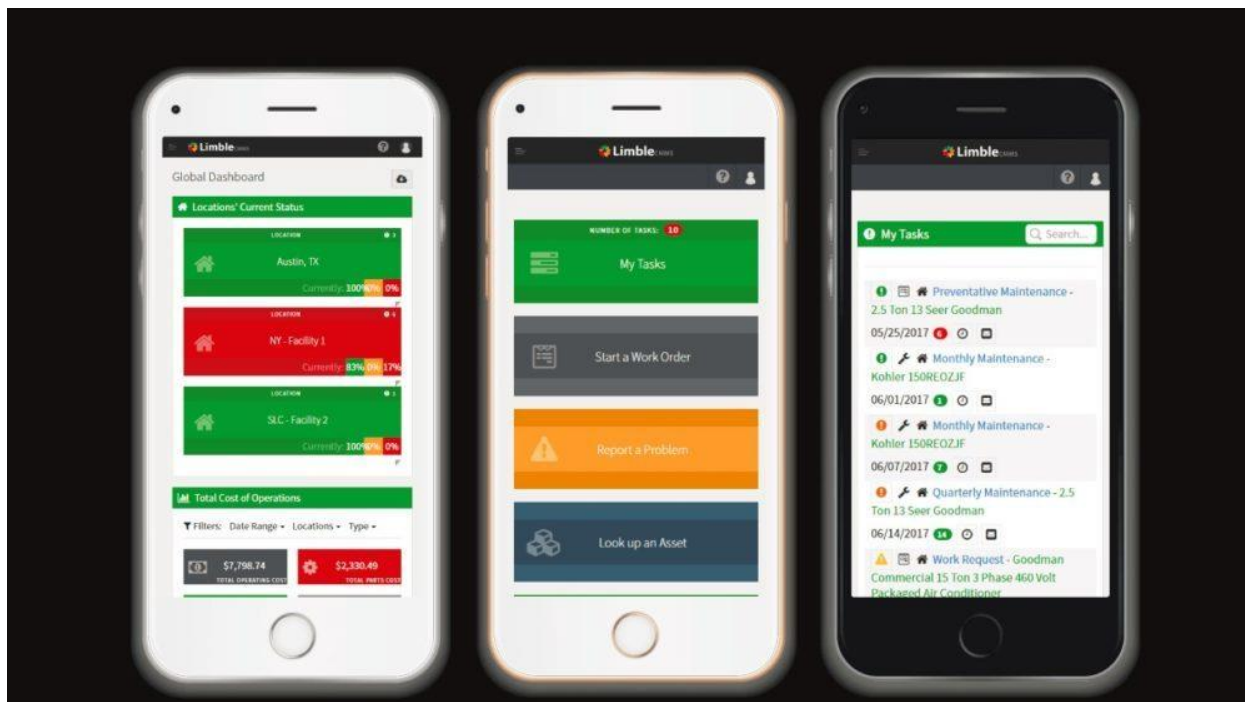 Limble CMMS
Global Dashboard
Locations' Current Status
LOCATION
Austin, TX
Currently: 100% 0% 0%
LOCATION
NY - Facility 1
Currently: 83% 0% 17%
LOCATION
SLC - Facility 2
Currently: 100% 0% 0%
Total Cost of Operations
Filters: Date Range Locations Type
$7,798.74
TOTAL OPERATING COST
$2,330.49
TOTAL PARTS COST
Limble CMMS
NUMBER OF TASKS: 10
My Tasks
Start a Work Order
Report a Problem
Look up an Asset
Limble CMMS
My Tasks
Search...
Preventative Maintenance -
2.5 Ton 13 Seer Goodman
05/25/2017 6
Monthly Maintenance -
Kohler 150REOZJF
06/01/2017 1
Monthly Maintenance -
Kohler 150REOZJF
06/07/2017 7
Quarterly Maintenance - 2.5
Ton 13 Seer Goodman
06/14/2017 14
Work Request - Goodman
Commercial 15 Ton 3 Phase 460 Volt
Packaged Air Conditioner